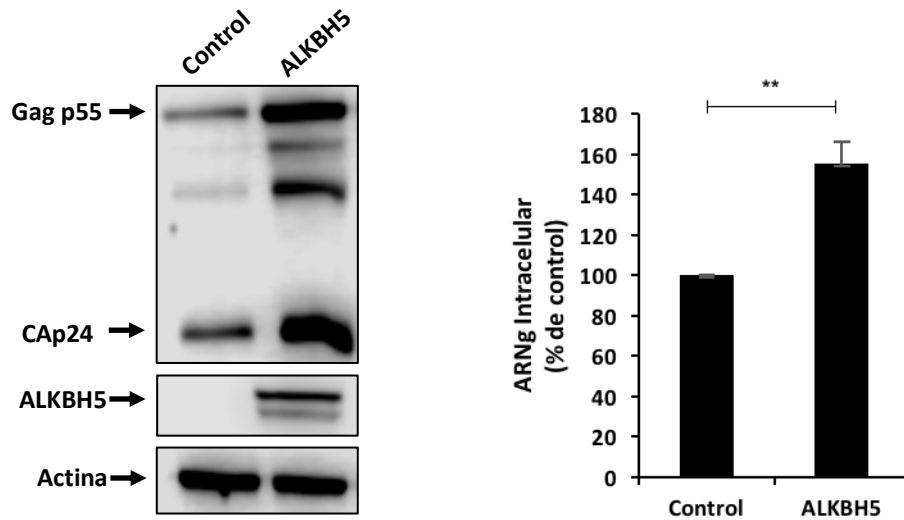 Control
ALKBH5
Gag p55
CAp24
ALKBH5
Actina
**
ARNg Intracelular
(% de control)
180
160
140
120
100
80
60
40
20
0
Control
ALKBH5